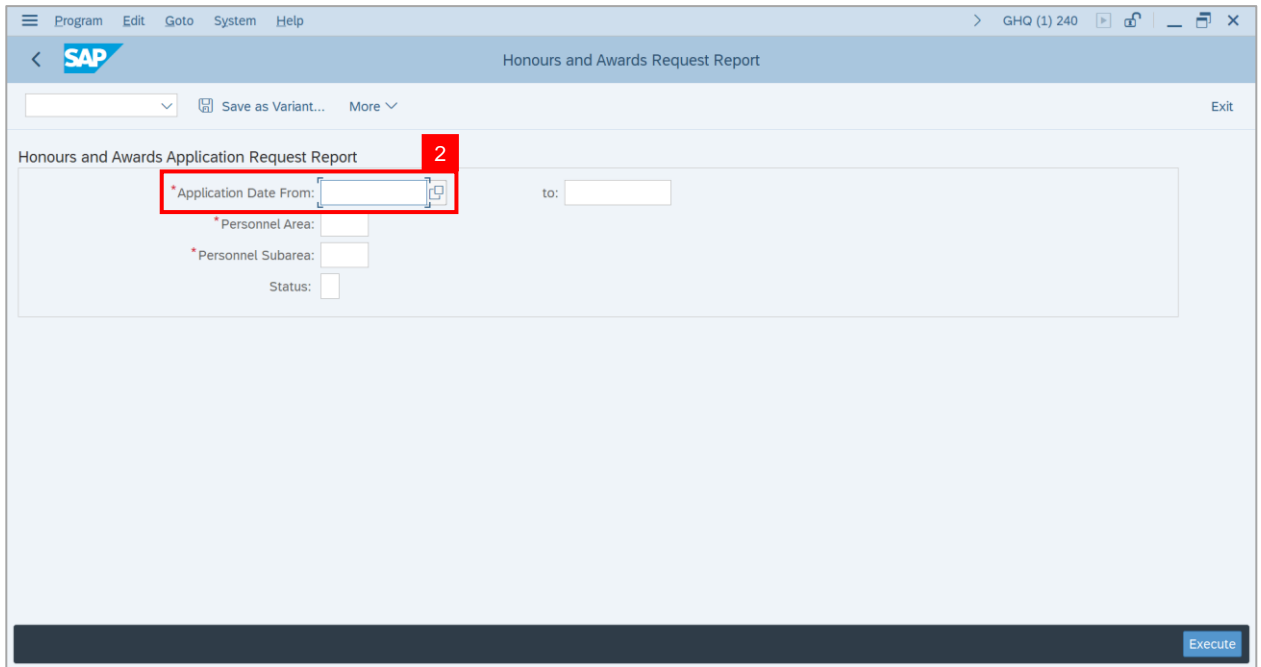 Program Edit Goto System Help GHQ (1) 240
SAP Honours and Awards Request Report
Save as Variant... More Exit
Honours and Awards Application Request Report 2
*Application Date From: to:
*Personnel Area:
*Personnel Subarea:
Status:
Execute